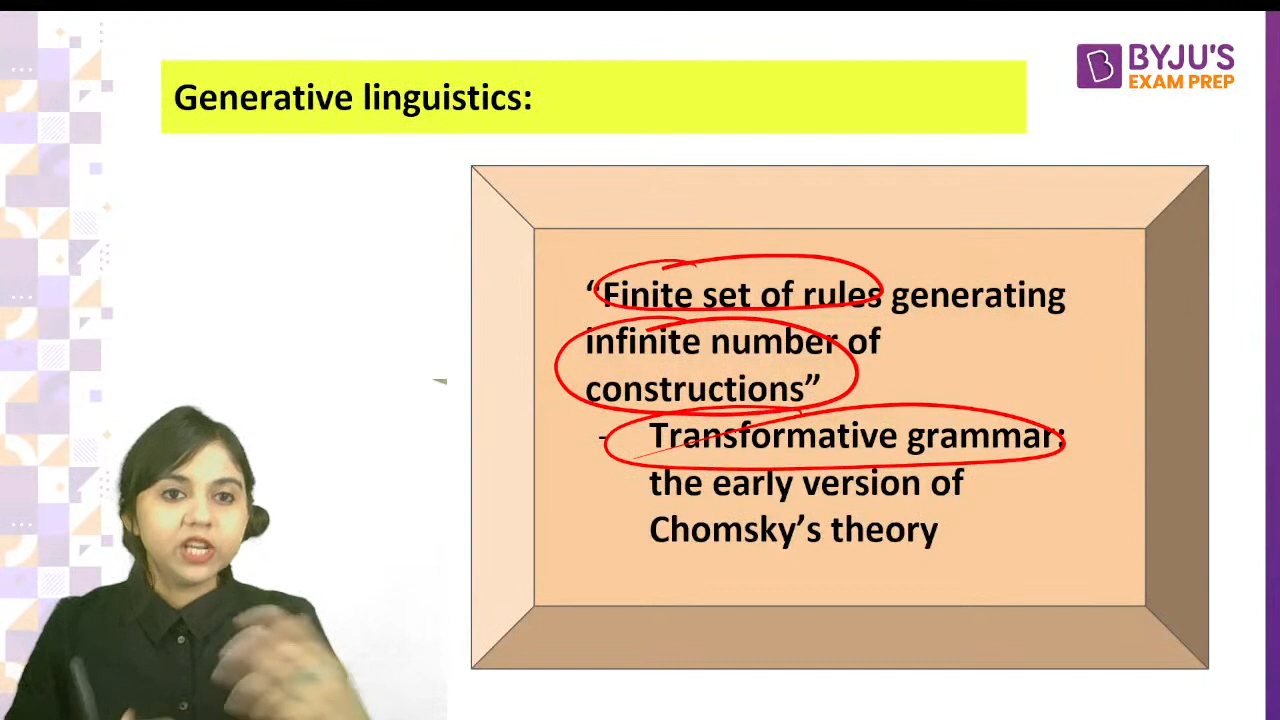 BYJU'S
EXAM PREP
Generative linguistics:
“Finite set of rules generating
infinite number of
constructions”
- Transformative grammar:
the early version of
Chomsky’s theory